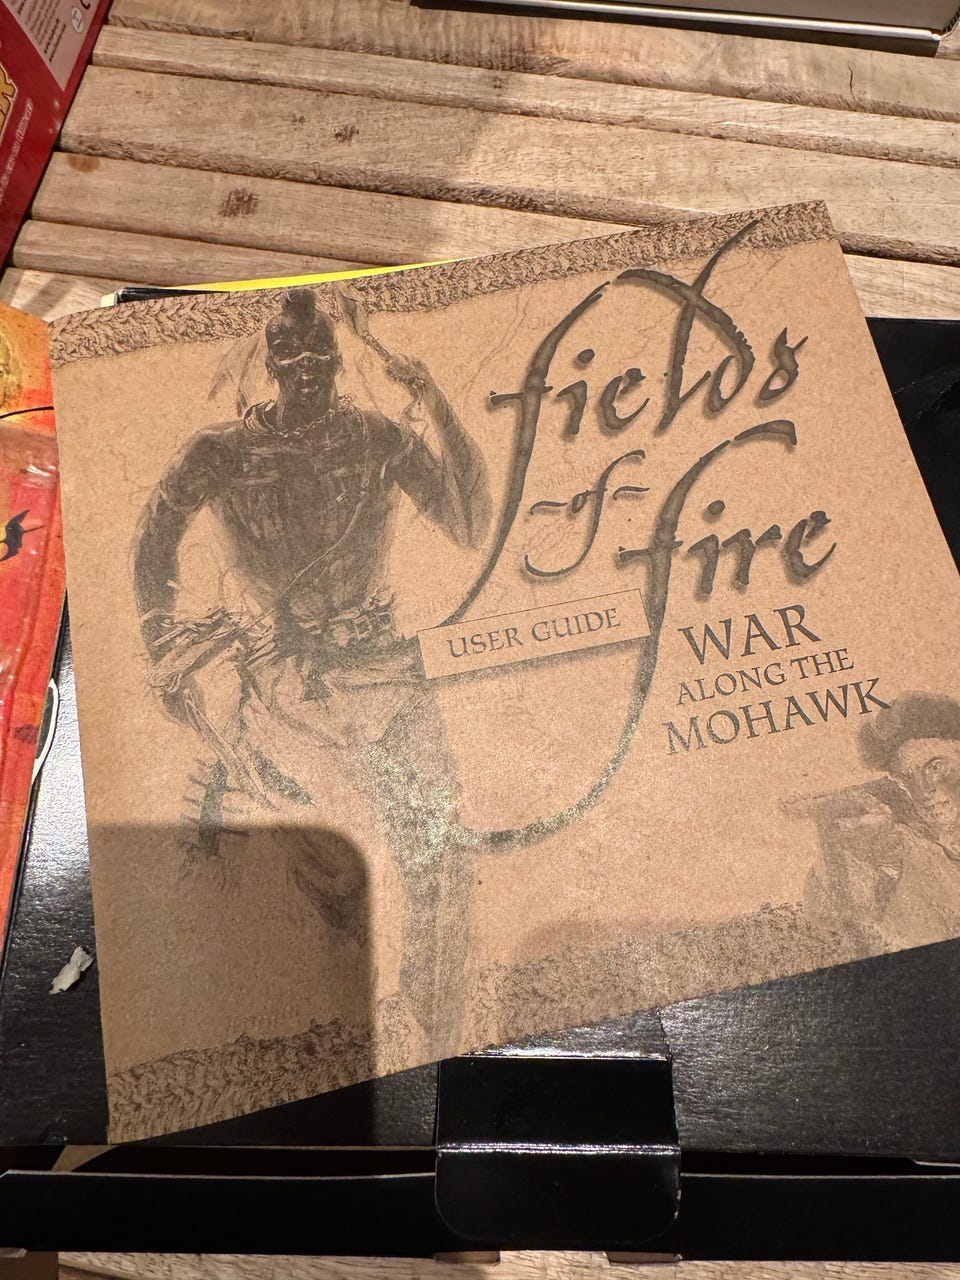 fields
-of-
fire
USER GUIDE
WAR
ALONG THE
MOHAWK